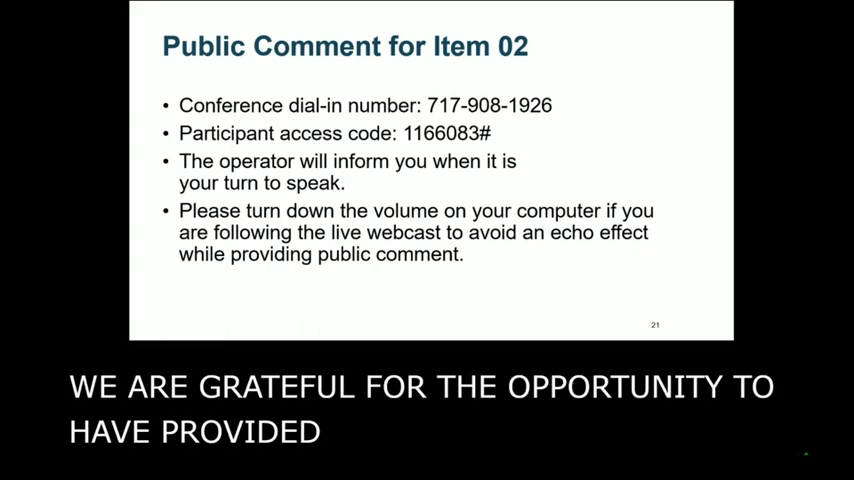 Public Comment for Item 02
• Conference dial-in number: 717-908-1926
• Participant access code: 1166083#
• The operator will inform you when it is
your turn to speak.
• Please turn down the volume on your computer if you
are following the live webcast to avoid an echo effect
while providing public comment.
21
WE ARE GRATEFUL FOR THE OPPORTUNITY TO
HAVE PROVIDED